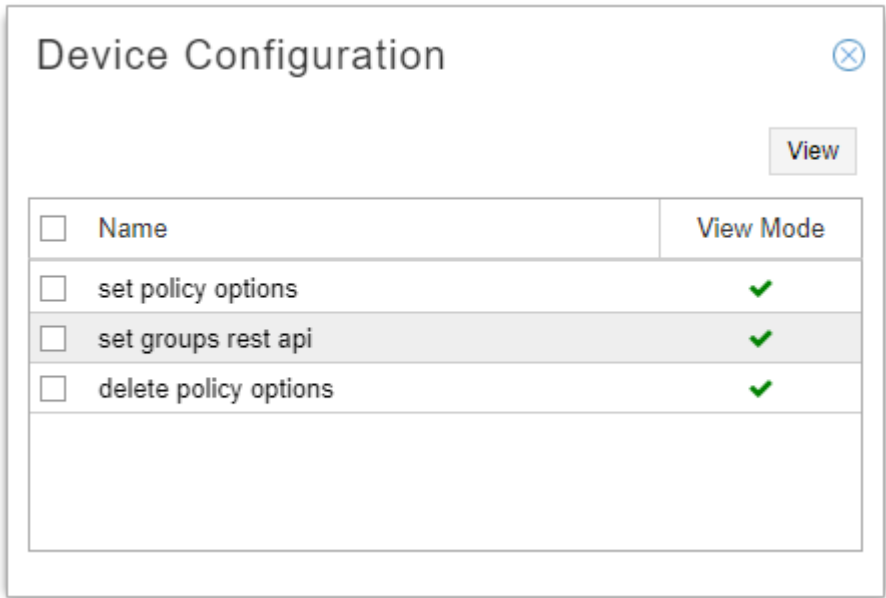 Device Configuration
View
Name View Mode
set policy options
set groups rest api
delete policy options